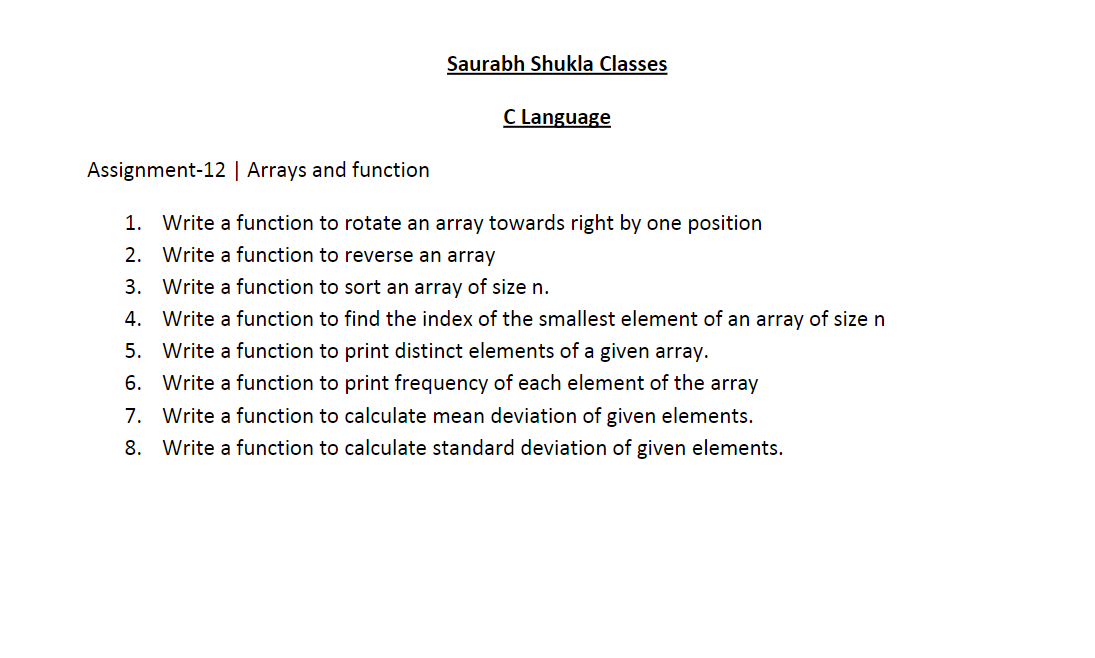 Saurabh Shukla Classes
C Language
Assignment-12 | Arrays and function
1. Write a function to rotate an array towards right by one position
2. Write a function to reverse an array
3. Write a function to sort an array of size n.
4. Write a function to find the index of the smallest element of an array of size n
5. Write a function to print distinct elements of a given array.
6. Write a function to print frequency of each element of the array
7. Write a function to calculate mean deviation of given elements.
8. Write a function to calculate standard deviation of given elements.